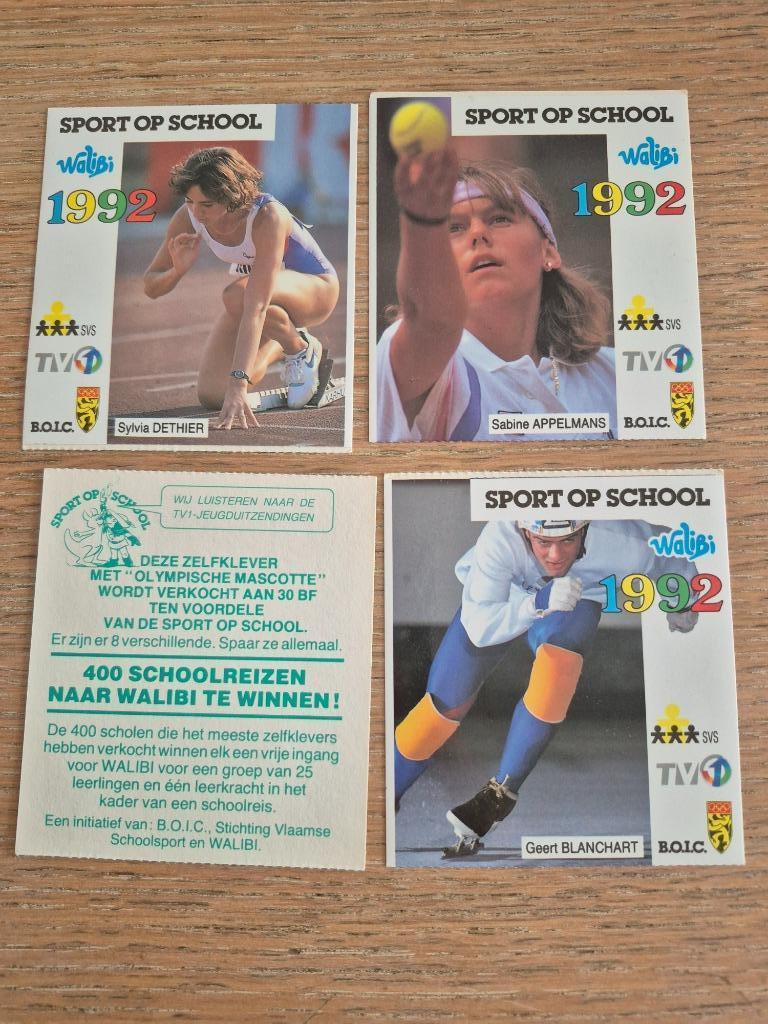 SPORT OP SCHOOL
Walibi
1992
SVS
TV1
B.O.I.C.
Sylvia DETHIER
SPORT OP SCHOOL
Walibi
1992
SVS
TV1
B.O.I.C.
Sabine APPELMANS
SPORT OP SCHOOL
WIJ LUISTEREN NAAR DE
TV1-JEUGDUITZENDINGEN
DEZE ZELFKLEVER
MET "OLYMPISCHE MASCOTTE"
WORDT VERKOCHT AAN 30 BF
TEN VOORDELE
VAN DE SPORT OP SCHOOL.
Er zijn er 8 verschillende. Spaar ze allemaal.
400 SCHOOLREIZEN
NAAR WALIBI TE WINNEN!
De 400 scholen die het meeste zelfklevers
hebben verkocht winnen elk een vrije ingang
voor WALIBI voor een groep van 25
leerlingen en één leerkracht in het
kader van een schoolreis.
Een initiatief van: B.O.I.C., Stichting Vlaamse
Schoolsport en WALIBI.
SPORT OP SCHOOL
Walibi
1992
SVS
TV1
B.O.I.C.
Geert BLANCHART